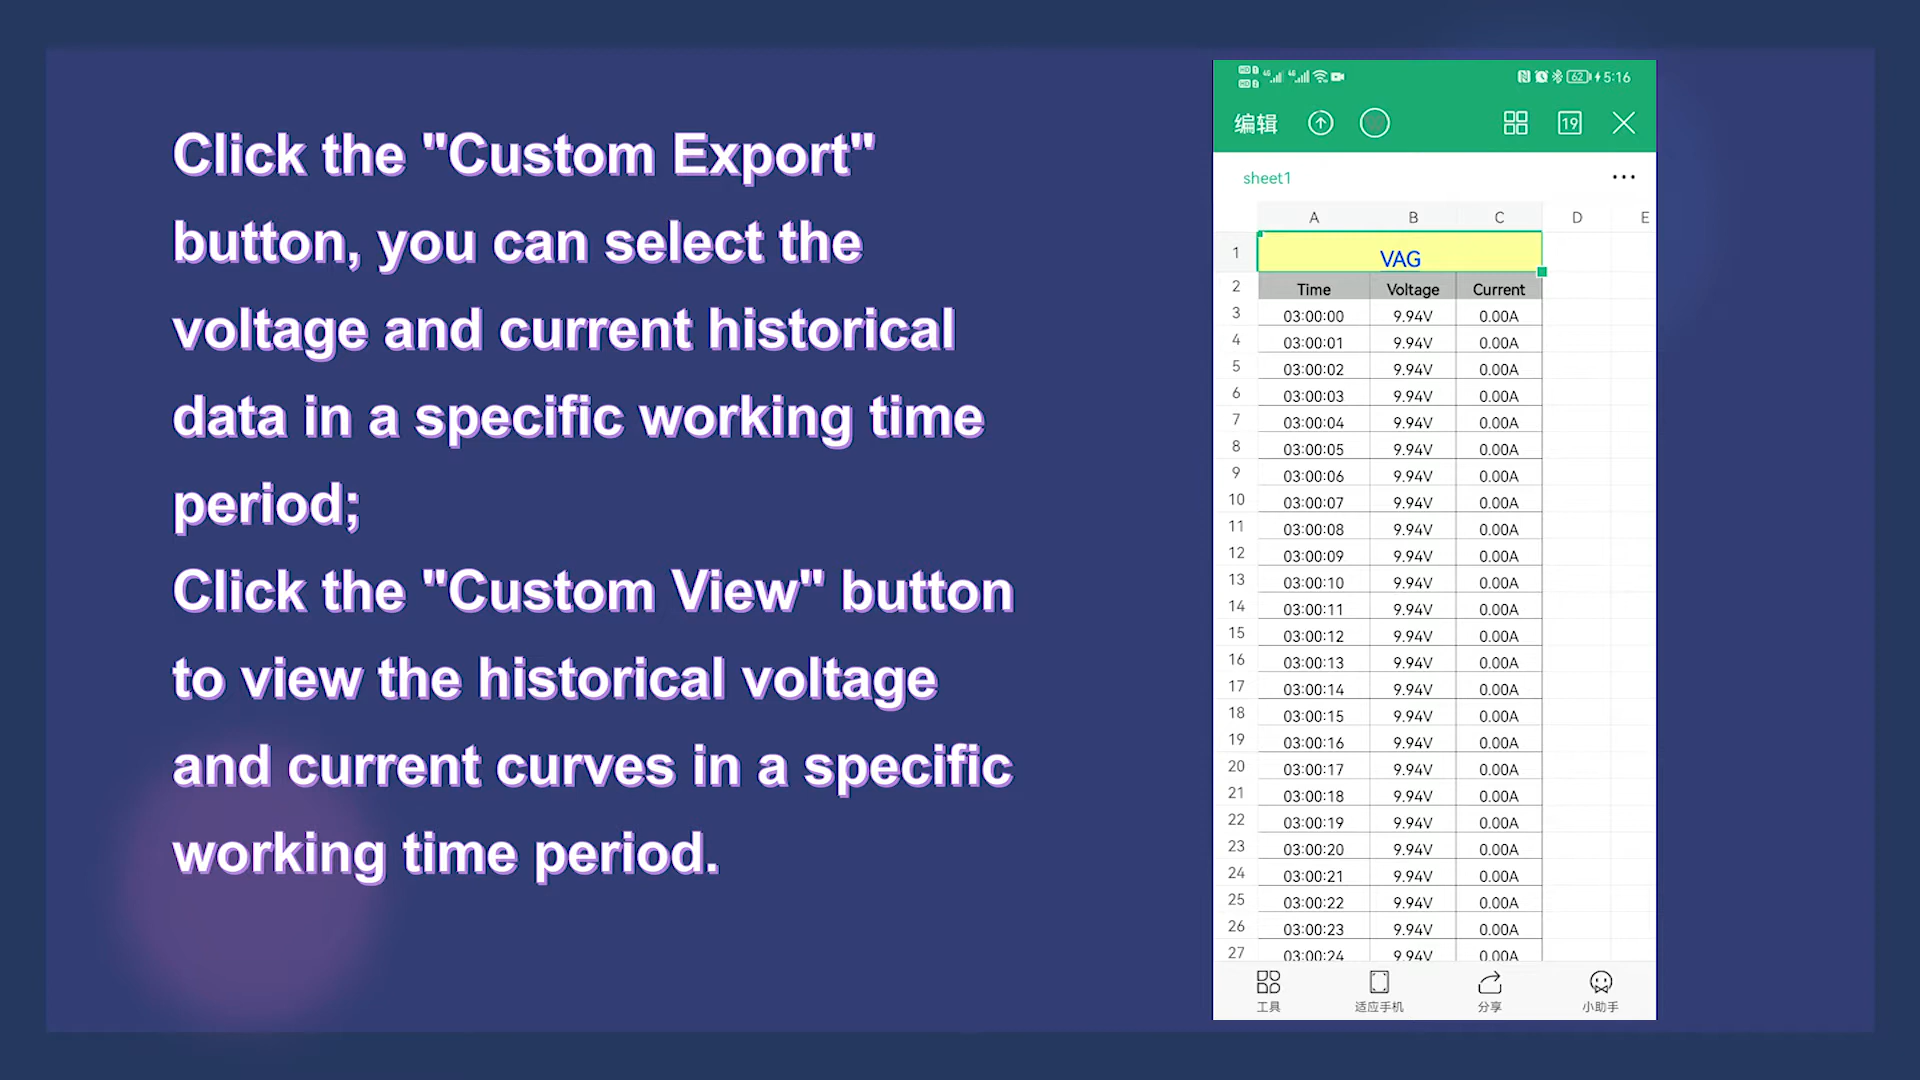 Click the "Custom Export"
button, you can select the
voltage and current historical
data in a specific working time
period;
Click the "Custom View" button
to view the historical voltage
and current curves in a specific
working time period.
62 5:16
编辑 19
sheet1 ...
A B C D E
1 VAG
2 Time Voltage Current
3 03:00:00 9.94V 0.00A
4 03:00:01 9.94V 0.00A
5 03:00:02 9.94V 0.00A
6 03:00:03 9.94V 0.00A
7 03:00:04 9.94V 0.00A
8 03:00:05 9.94V 0.00A
9 03:00:06 9.94V 0.00A
10 03:00:07 9.94V 0.00A
11 03:00:08 9.94V 0.00A
12 03:00:09 9.94V 0.00A
13 03:00:10 9.94V 0.00A
14 03:00:11 9.94V 0.00A
15 03:00:12 9.94V 0.00A
16 03:00:13 9.94V 0.00A
17 03:00:14 9.94V 0.00A
18 03:00:15 9.94V 0.00A
19 03:00:16 9.94V 0.00A
20 03:00:17 9.94V 0.00A
21 03:00:18 9.94V 0.00A
22 03:00:19 9.94V 0.00A
23 03:00:20 9.94V 0.00A
24 03:00:21 9.94V 0.00A
25 03:00:22 9.94V 0.00A
26 03:00:23 9.94V 0.00A
27 03:00:24 9.94V 0.00A
工具 适应手机 分享 小助手